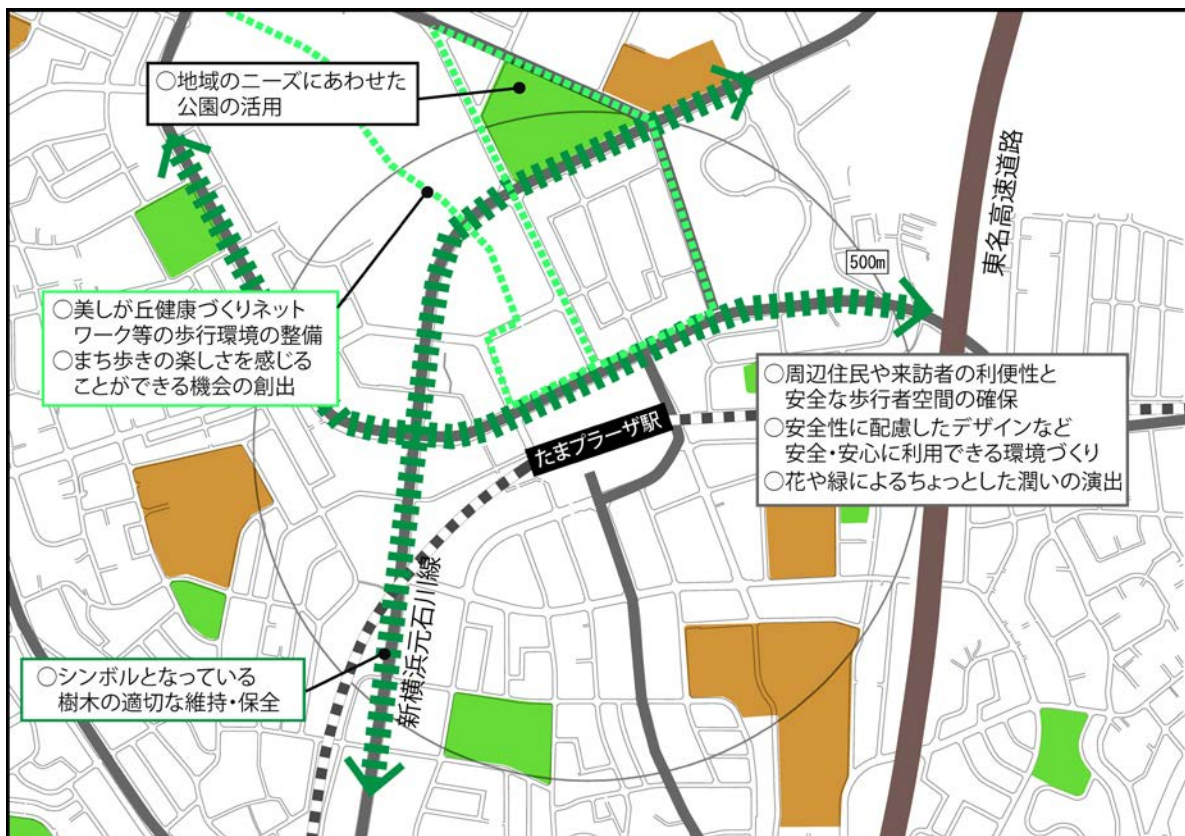 ○地域のニーズにあわせた
公園の活用
東名高速道路
500m
○美しが丘健康づくりネット
ワーク等の歩行環境の整備
○まち歩きの楽しさを感じる
ことができる機会の創出
○周辺住民や来訪者の利便性と
安全な歩行者空間の確保
○安全性に配慮したデザインなど
安全・安心に利用できる環境づくり
○花や緑によるちょっとした潤いの演出
たまプラーザ駅
新横浜元石川線
○シンボルとなっている
樹木の適切な維持・保全